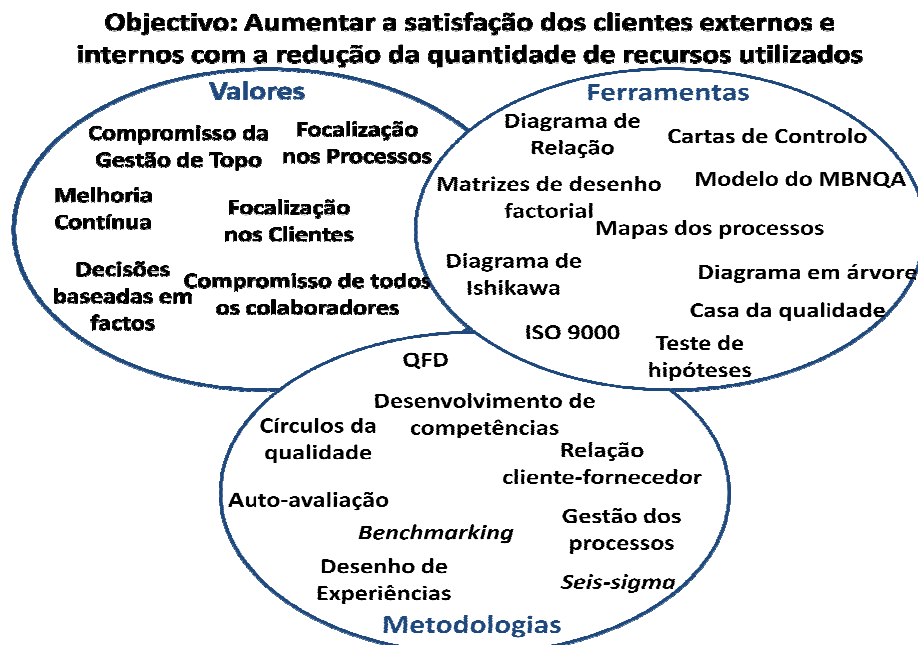 Objectivo: Aumentar a satisfação dos clientes externos e
internos com a redução da quantidade de recursos utilizados
Valores
Compromisso da
Gestão de Topo
Focalização
nos Processos
Melhoria
Contínua
Focalização
nos Clientes
Decisões
baseadas em
factos
Compromisso de todos
os colaboradores
Ferramentas
Diagrama de
Relação
Cartas de Controlo
Matrizes de desenho
factorial
Modelo do MBNQA
Mapas dos processos
Diagrama de
Ishikawa
Diagrama em árvore
Casa da qualidade
ISO 9000
Teste de
hipóteses
QFD
Desenvolvimento de
competências
Círculos da
qualidade
Relação
cliente-fornecedor
Auto-avaliação
Benchmarking
Gestão dos
processos
Desenho de
Experiências
Seis-sigma
Metodologias